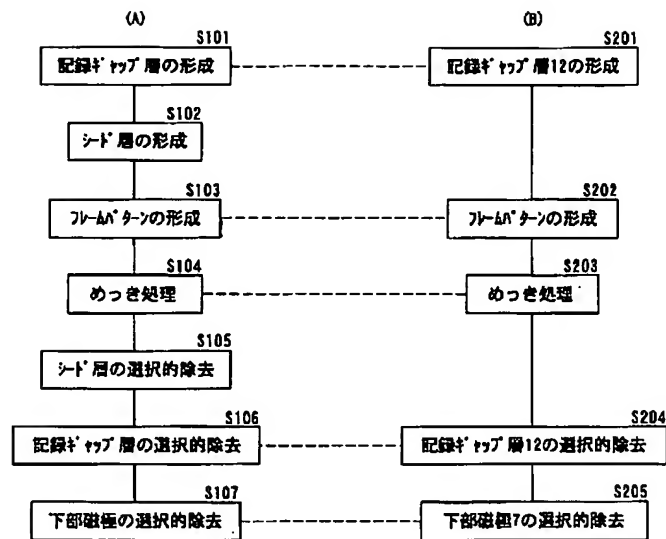 (A) (B)
S101 S201
記録ギャップ層の形成 記録ギャップ層12の形成
S102
シード層の形成
S103 S202
フレームパターンの形成 フレームパターンの形成
S104 S203
めっき処理 めっき処理
S105
シード層の選択的除去
S106 S204
記録ギャップ層の選択的除去 記録ギャップ層12の選択的除去
S107 S205
下部磁極の選択的除去 下部磁極7の選択的除去